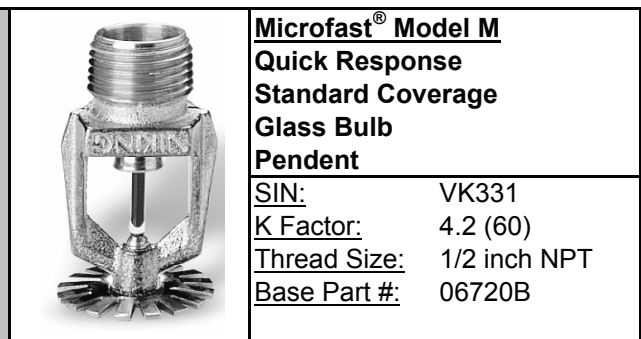 Microfast® Model M
Quick Response
Standard Coverage
Glass Bulb
Pendent
SIN: VK331
K Factor: 4.2 (60)
Thread Size: 1/2 inch NPT
Base Part #: 06720B
VIKING